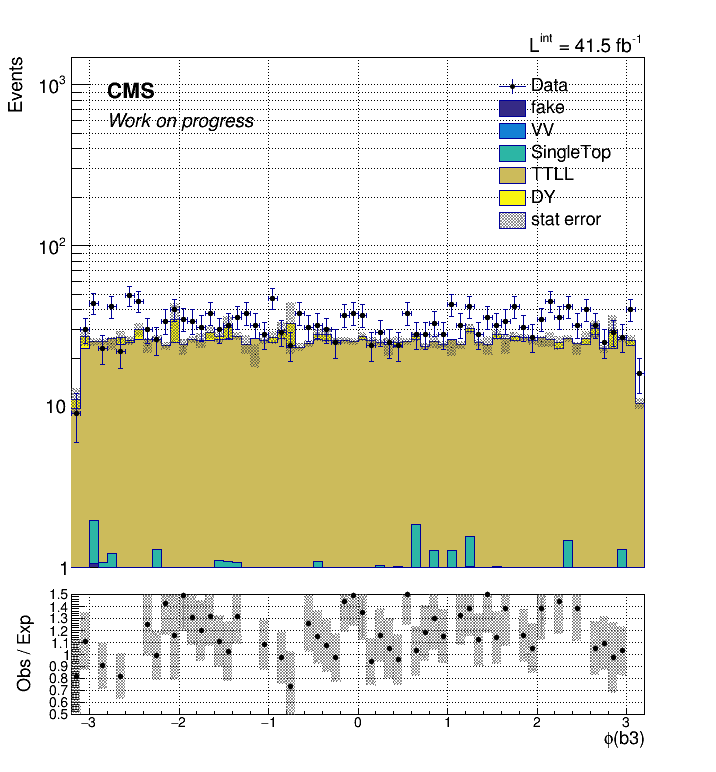 L^int = 41.5 fb^-1
Events
10^3
10^2
10
1
CMS
Work on progress
Data
fake
VV
SingleTop
TTLL
DY
stat error
Obs / Exp
1.5
1.4
1.3
1.2
1.1
1
0.9
0.8
0.7
0.6
0.5
−3 −2 −1 0 1 2 3
ϕ(b3)